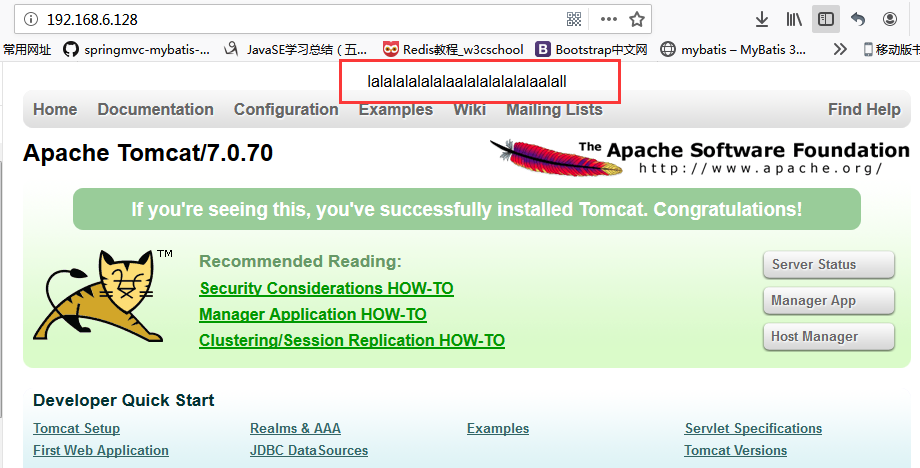 192.168.6.128
常用网址 springmvc-mybatis-... JavaSE学习总结（五... Redis教程_w3cschool Bootstrap中文网 mybatis – MyBatis 3... 移动版书
lalalalalalalaalalalalalalaalall
Home Documentation Configuration Examples Wiki Mailing Lists Find Help
Apache Tomcat/7.0.70
The Apache Software Foundation
http://www.apache.org/
If you're seeing this, you've successfully installed Tomcat. Congratulations!
TM
Recommended Reading:
Security Considerations HOW-TO
Manager Application HOW-TO
Clustering/Session Replication HOW-TO
Server Status
Manager App
Host Manager
Developer Quick Start
Tomcat Setup Realms & AAA Examples Servlet Specifications
First Web Application JDBC DataSources Tomcat Versions